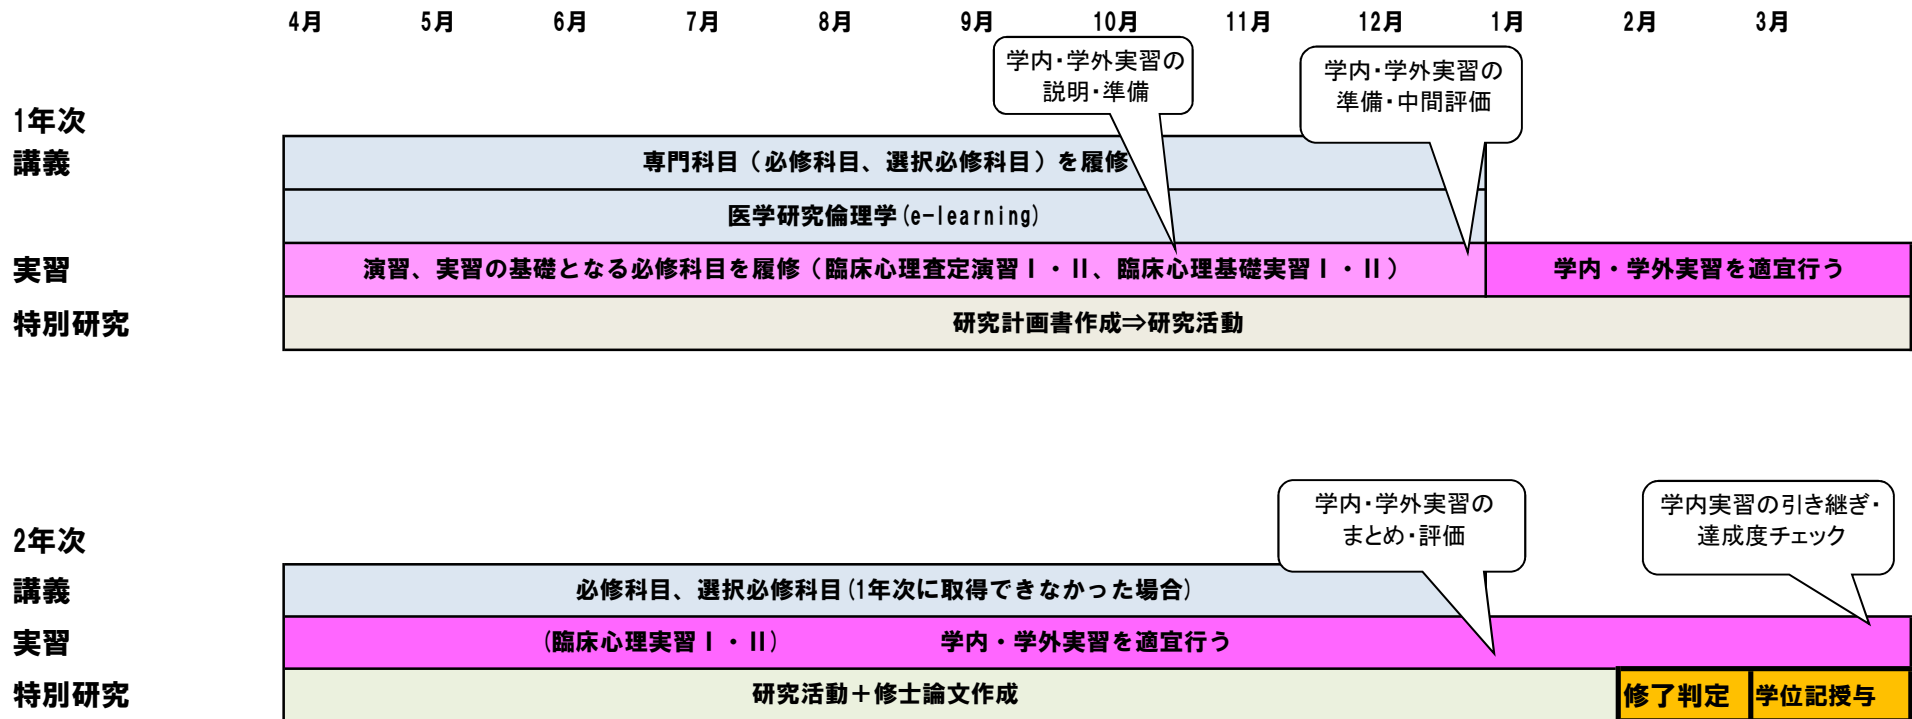 4月 5月 6月 7月 8月 9月 10月 11月 12月 1月 2月 3月
学内・学外実習の
説明・準備
学内・学外実習の
準備・中間評価
1年次
講義 専門科目（必修科目、選択必修科目）を履修
医学研究倫理学(e-learning)
実習 演習、実習の基礎となる必修科目を履修（臨床心理査定演習Ⅰ・Ⅱ、臨床心理基礎実習Ⅰ・Ⅱ） 学内・学外実習を適宜行う
特別研究 研究計画書作成⇒研究活動
学内・学外実習の
まとめ・評価
学内実習の引き継ぎ・
達成度チェック
2年次
講義 必修科目、選択必修科目(1年次に取得できなかった場合)
実習 (臨床心理実習Ⅰ・Ⅱ) 学内・学外実習を適宜行う
特別研究 研究活動＋修士論文作成 修了判定 学位記授与